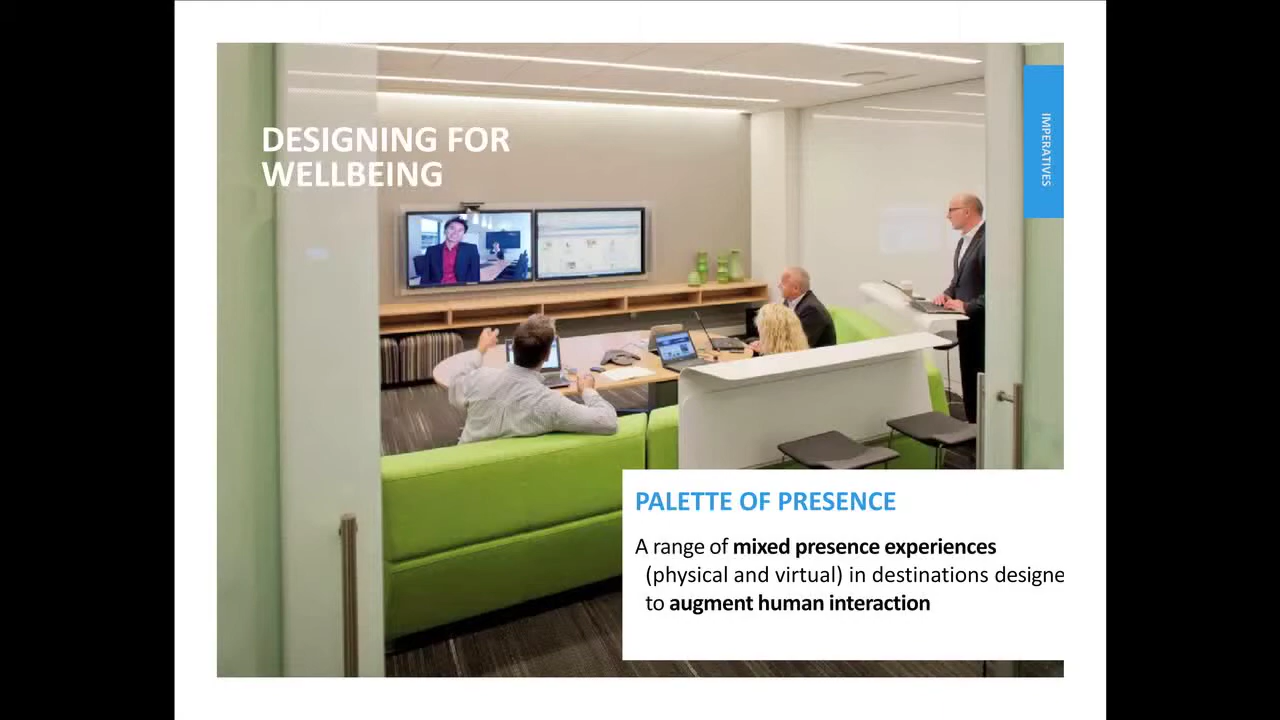 DESIGNING FOR
WELLBEING
IMPERATIVES
PALETTE OF PRESENCE
A range of mixed presence experiences
(physical and virtual) in destinations designe
to augment human interaction